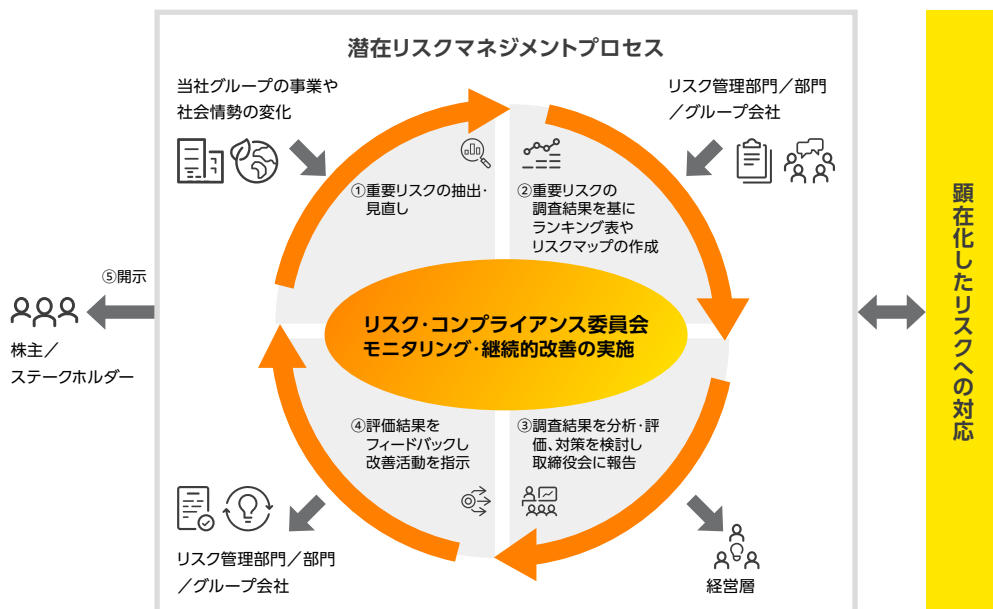 潜在リスクマネジメントプロセス
当社グループの事業や
社会情勢の変化
リスク管理部門／部門
／グループ会社
①重要リスクの抽出・
見直し
②重要リスクの
調査結果を基に
ランキング表や
リスクマップの作成
⑤開示
株主／
ステークホルダー
リスク・コンプライアンス委員会
モニタリング・継続的改善の実施
④評価結果を
フィードバックし
改善活動を指示
③調査結果を分析・評
価、対策を検討し
取締役会に報告
リスク管理部門／部門
／グループ会社
経営層
顕在化したリスクへの対応